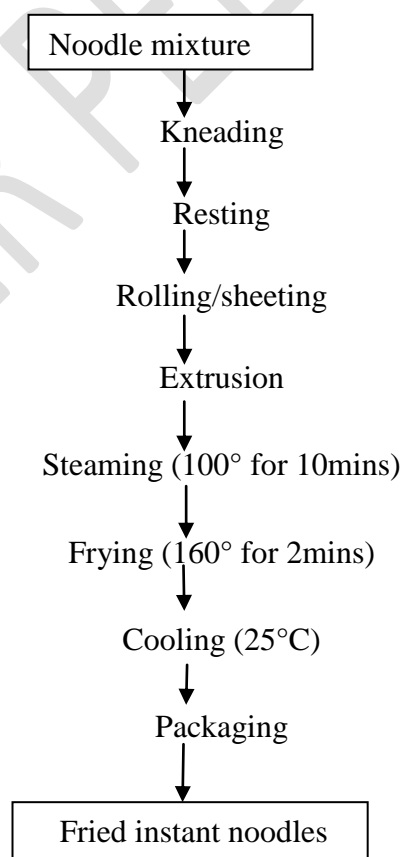 Noodle mixture
Kneading
Resting
Rolling/sheeting
Extrusion
Steaming (100° for 10mins)
Frying (160° for 2mins)
Cooling (25°C)
Packaging
Fried instant noodles